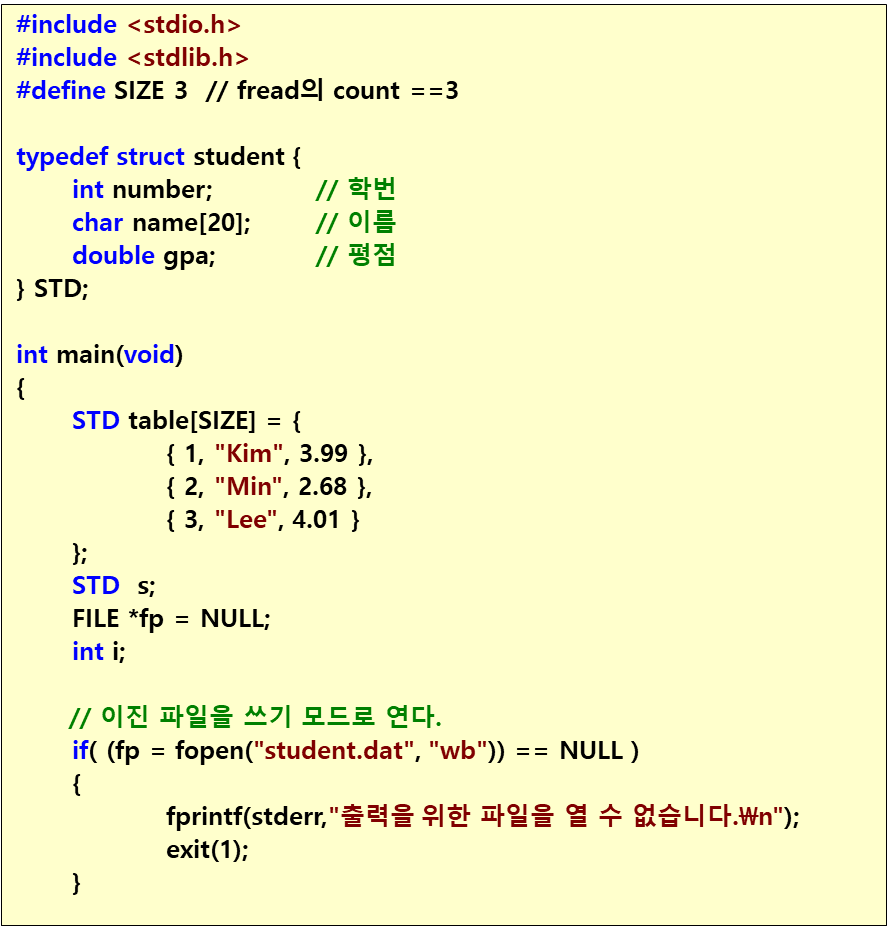 #include <stdio.h>
#include <stdlib.h>
#define SIZE 3  // fread의 count ==3
typedef struct student {
int number;	// 학번
char name[20];	// 이름
double gpa;	// 평점
} STD;
int main(void)
{
STD table[SIZE] = {
{ 1, "Kim", 3.99 },
{ 2, "Min", 2.68 },
{ 3, "Lee", 4.01 }
};
STD  s;
FILE *fp = NULL;
int i;
// 이진 파일을 쓰기 모드로 연다.
if( (fp = fopen("student.dat", "wb")) == NULL )
{
fprintf(stderr,"출력을 위한 파일을 열 수 없습니다.₩n");
exit(1);
}